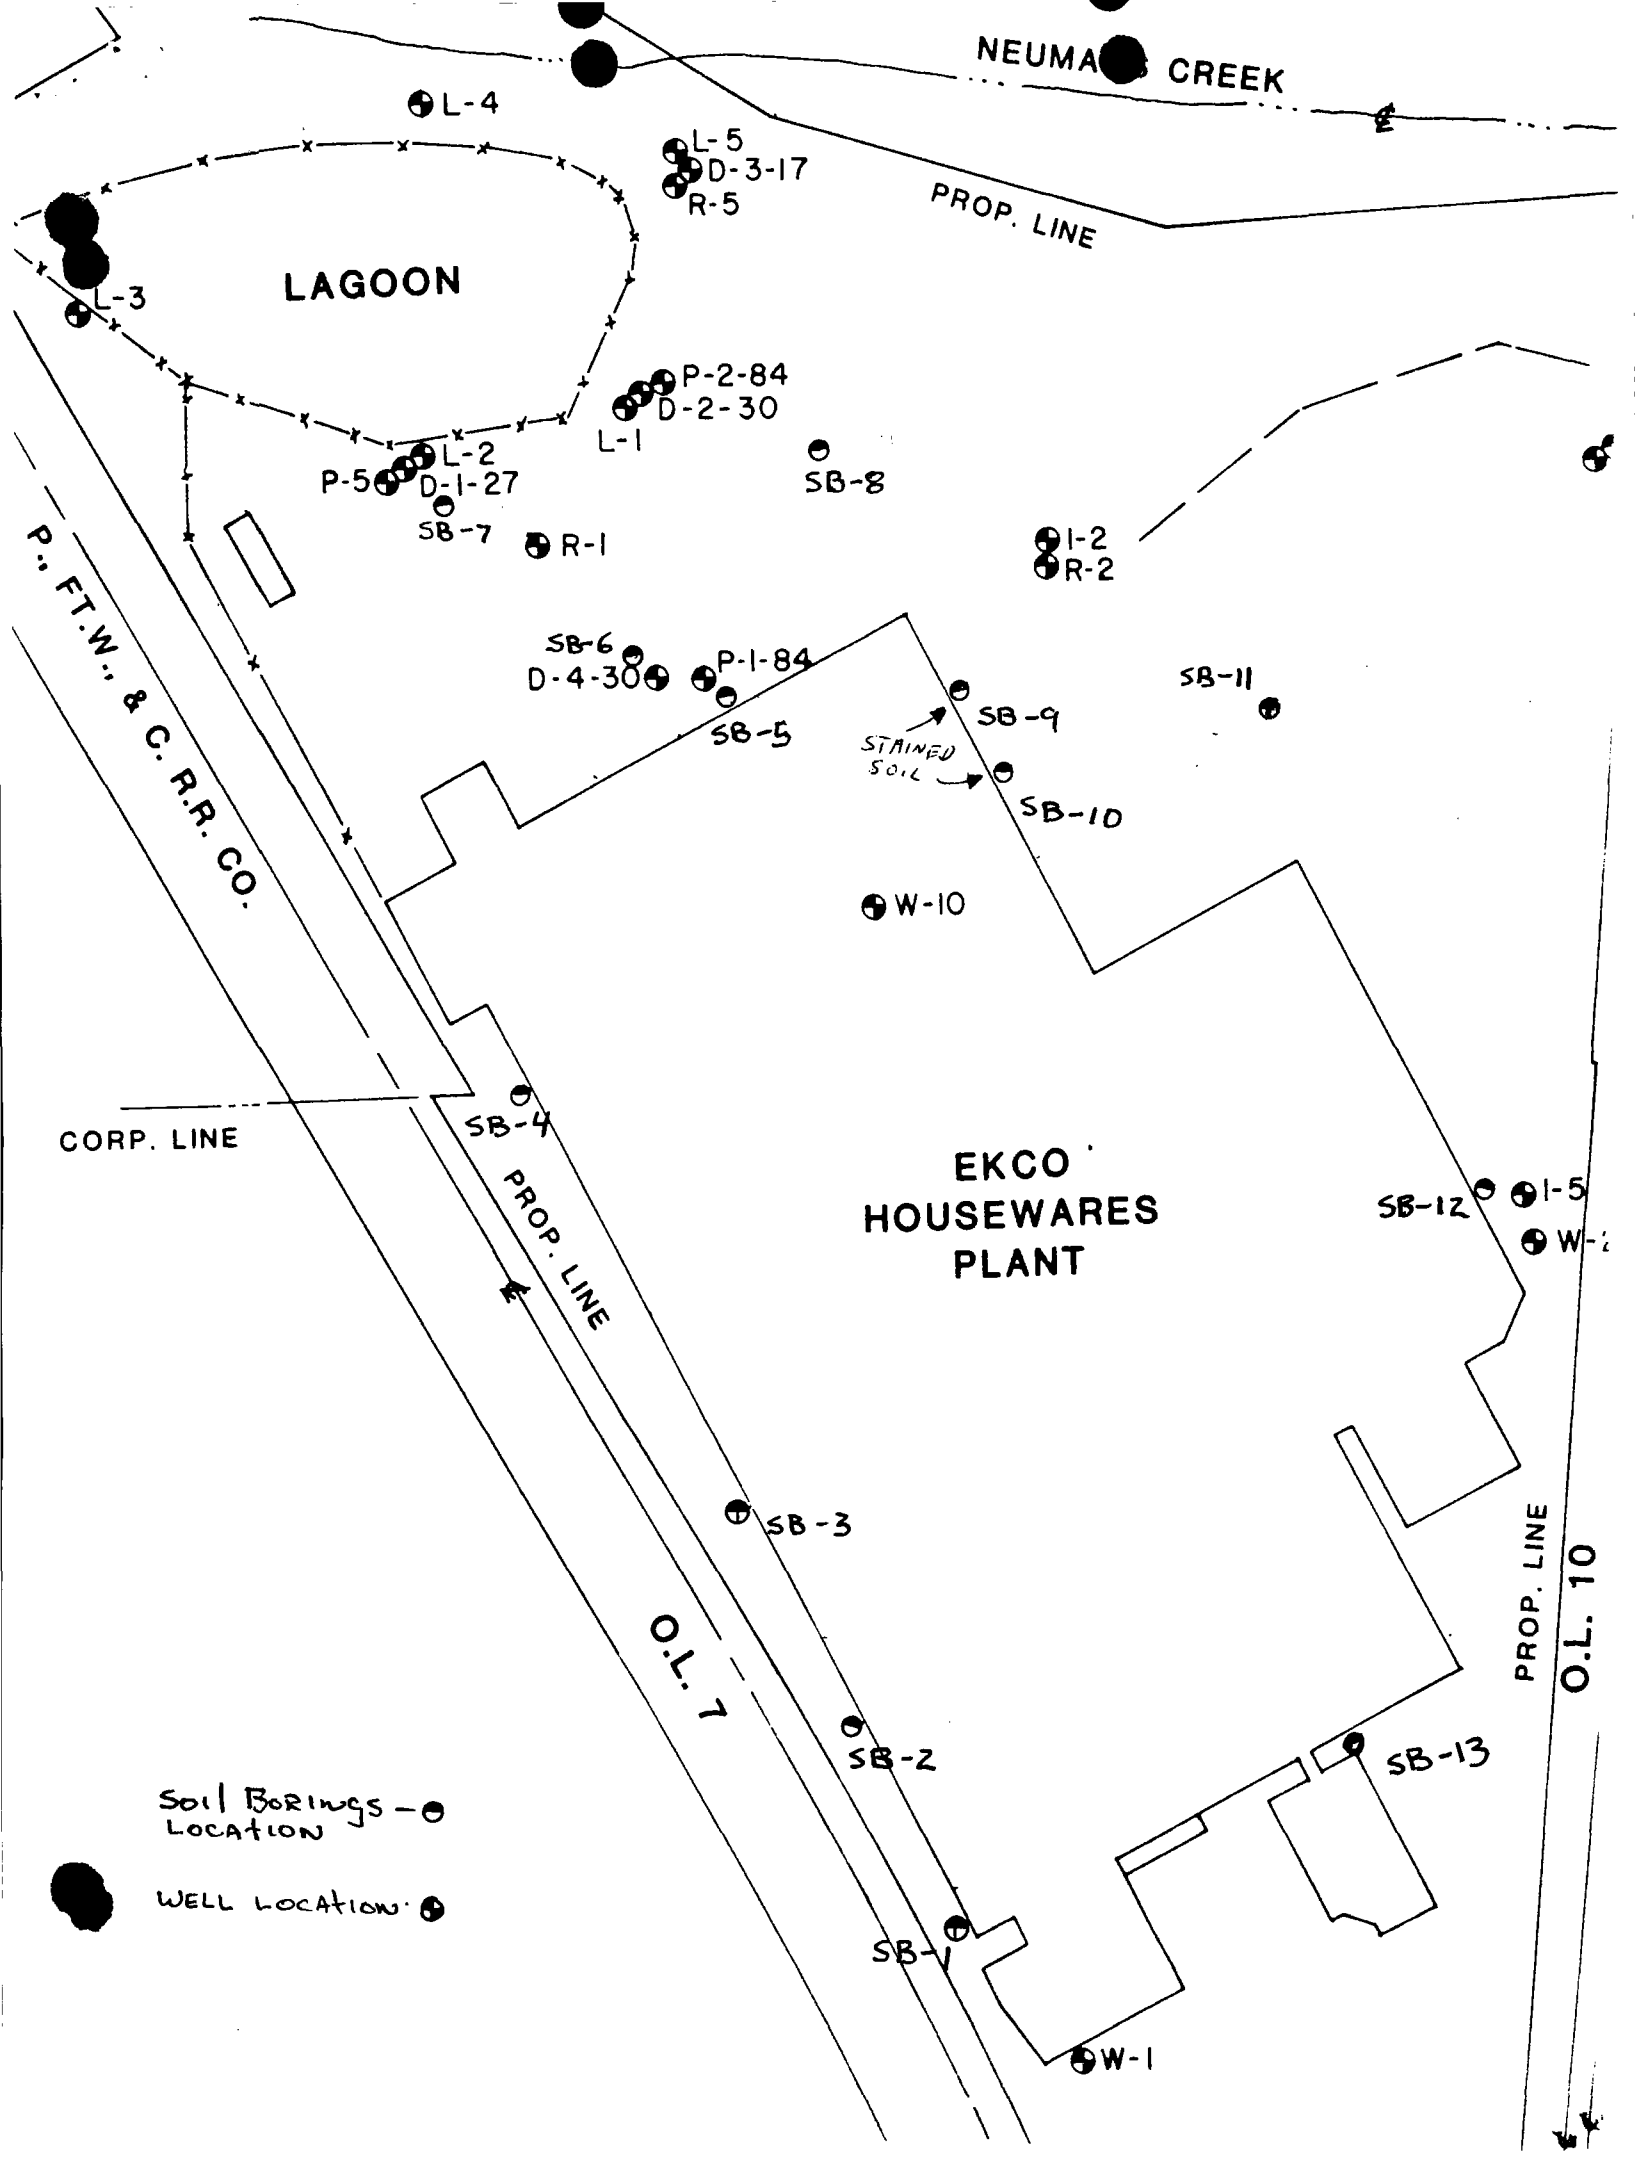 NEUMA S CREEK
L-4
L-5
D-3-17
R-5
PROP. LINE
LAGOON
L-3
P-2-84
D-2-30
L-1
L-2
P-5
D-1-27
SB-7
SB-8
R-1
I-2
R-2
P., FT.W., & C. R.R. CO.
SB-6
D-4-30
P-1-84
SB-5
SB-9
SB-11
STAINED
SOIL
SB-10
W-10
CORP. LINE
SB-4
PROP. LINE
EKCO
HOUSEWARES
PLANT
SB-12
I-5
W-
SB-3
PROP. LINE
O.L. 10
O.L. 7
SB-2
SB-13
SOIL BORINGS -
LOCATION
WELL LOCATION
SB-1
W-1